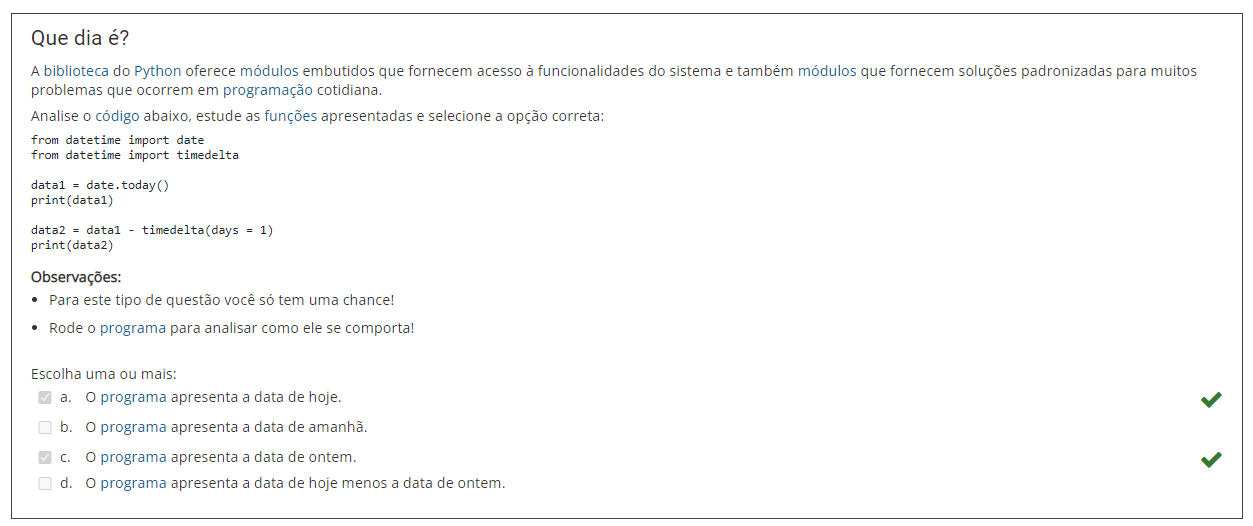 Que dia é?
A biblioteca do Python oferece módulos embutidos que fornecem acesso à funcionalidades do sistema e também módulos que fornecem soluções padronizadas para muitos
problemas que ocorrem em programação cotidiana.
Analise o código abaixo, estude as funções apresentadas e selecione a opção correta:
from datetime import date
from datetime import timedelta
data1 = date.today()
print(data1)
data2 = data1 - timedelta(days = 1)
print(data2)
Observações:
• Para este tipo de questão você só tem uma chance!
• Rode o programa para analisar como ele se comporta!
Escolha uma ou mais:
a. O programa apresenta a data de hoje.
b. O programa apresenta a data de amanhã.
c. O programa apresenta a data de ontem.
d. O programa apresenta a data de hoje menos a data de ontem.